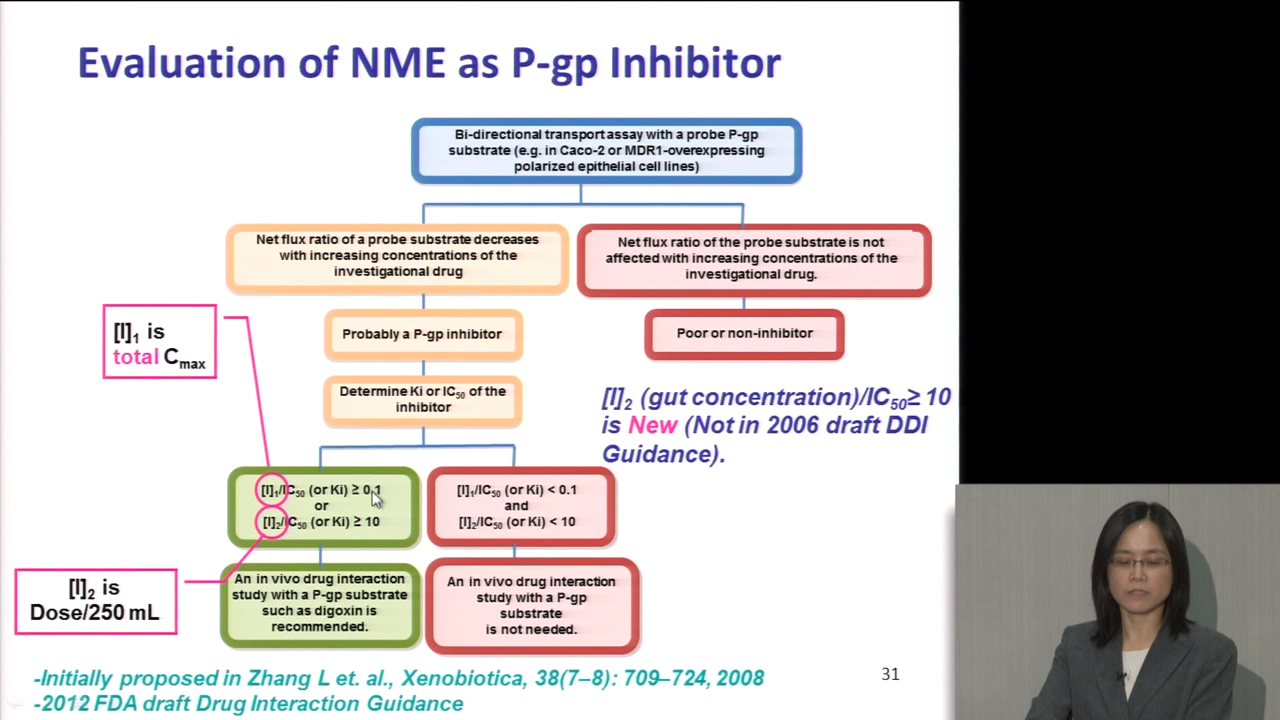 Evaluation of NME as P-gp Inhibitor
Bi-directional transport assay with a probe P-gp
substrate (e.g. in Caco-2 or MDR1-overexpressing
polarized epithelial cell lines)
Net flux ratio of a probe substrate decreases
with increasing concentrations of the
investigational drug
Net flux ratio of the probe substrate is not
affected with increasing concentrations of the
investigational drug.
Probably a P-gp inhibitor
Poor or non-inhibitor
[I]₁ is
total Cmax
Determine Ki or IC₅₀ of the
inhibitor
[I]₂ (gut concentration)/IC₅₀≥ 10
is New (Not in 2006 draft DDI
Guidance).
[I]₁/IC₅₀ (or Ki) ≥ 0.1
or
[I]₂/IC₅₀ (or Ki) ≥ 10
[I]₁/IC₅₀ (or Ki) < 0.1
and
[I]₂/IC₅₀ (or Ki) < 10
[I]₂ is
Dose/250 mL
An in vivo drug interaction
study with a P-gp substrate
such as digoxin is
recommended.
An in vivo drug interaction
study with a P-gp
substrate
is not needed.
-Initially proposed in Zhang L et. al., Xenobiotica, 38(7–8): 709–724, 2008
-2012 FDA draft Drug Interaction Guidance
31